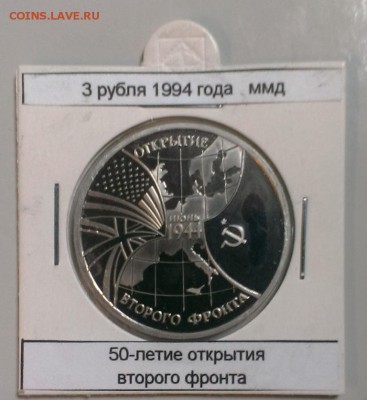 COINS.LAVE.RU
3 рубля 1994 года ммд
ОТКРЫТИЕ
ИЮНЬ
1944
ВТОРОГО ФРОНТА
50-летие открытия
второго фронта